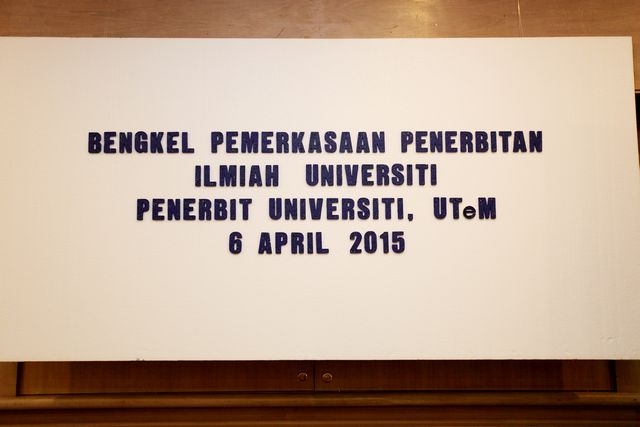 BENGKEL PEMERKASAAN PENERBITAN
ILMIAH UNIVERSITI
PENERBIT UNIVERSITI, UTeM
6 APRIL 2015